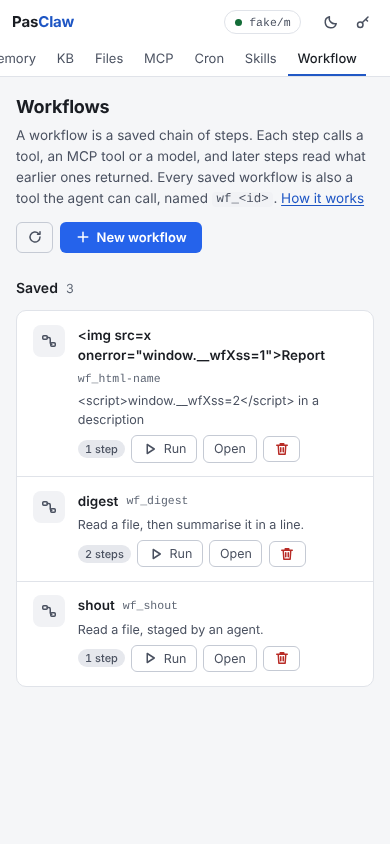 PasClaw
fake/m
emory KB Files MCP Cron Skills Workflow
Workflows
A workflow is a saved chain of steps. Each step calls a
tool, an MCP tool or a model, and later steps read what
earlier ones returned. Every saved workflow is also a
tool the agent can call, named wf_<id> . How it works
New workflow
Saved 3
<img src=x
onerror="window.__wfXss=1">Report
wf_html-name
<script>window.__wfXss=2</script> in a
description
1 step Run Open
digest wf_digest
Read a file, then summarise it in a line.
2 steps Run Open
shout wf_shout
Read a file, staged by an agent.
1 step Run Open